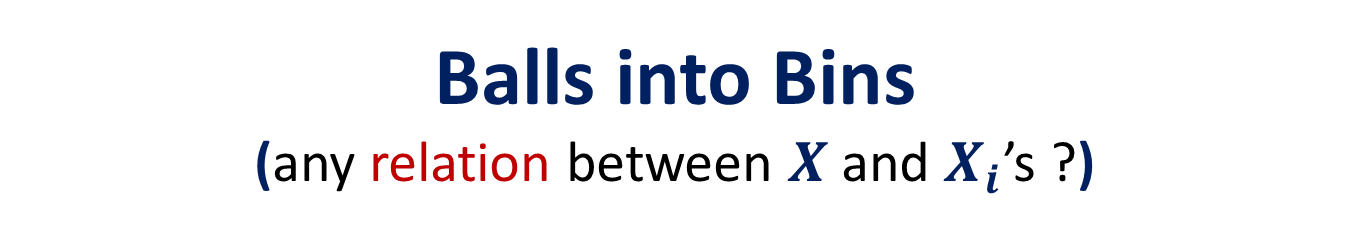 Balls into Bins
(any relation between X and Xᵢ’s ?)